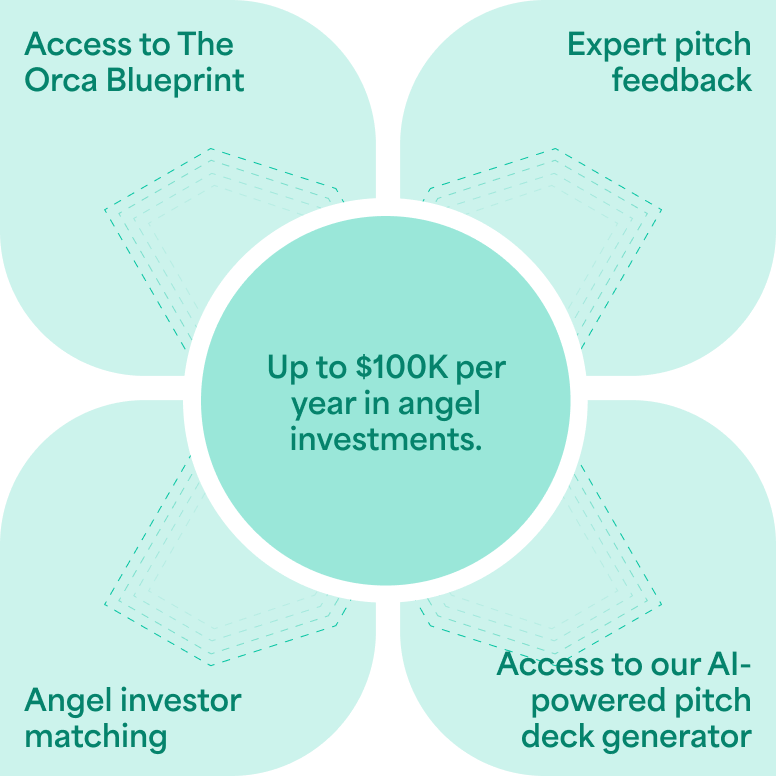 Access to The
Orca Blueprint
Expert pitch
feedback
Up to $100K per
year in angel
investments.
Angel investor
matching
Access to our AI-
powered pitch
deck generator